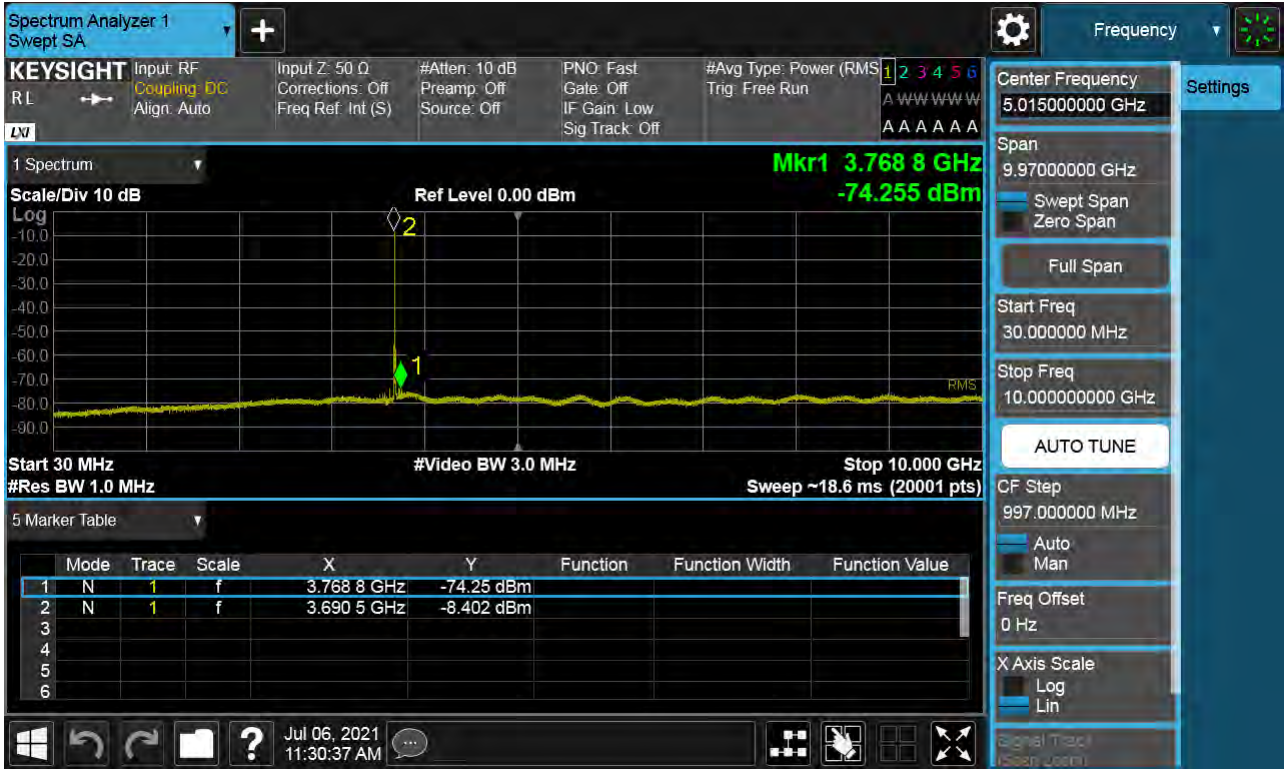 Spectrum Analyzer 1
Swept SA
+
Frequency
KEYSIGHT
R L
LXI
Input: RF
Coupling: DC
Align: Auto
Input Z: 50 Ω
Corrections: Off
Freq Ref: Int (S)
#Atten: 10 dB
Preamp: Off
Source: Off
PNO: Fast
Gate: Off
IF Gain: Low
Sig Track: Off
#Avg Type: Power (RMS
Trig: Free Run
1 2 3 4 5 6
A W W W W W
A A A A A A
1 Spectrum
Mkr1 3.768 8 GHz
Scale/Div 10 dB
Ref Level 0.00 dBm
-74.255 dBm
Log
-10.0
-20.0
-30.0
-40.0
-50.0
-60.0
-70.0
-80.0
-90.0
2
1
RMS
Start 30 MHz
#Video BW 3.0 MHz
Stop 10.000 GHz
#Res BW 1.0 MHz
Sweep ~18.6 ms (20001 pts)
5 Marker Table
Mode Trace Scale X Y Function Function Width Function Value
1 N 1 f 3.768 8 GHz -74.25 dBm
2 N 1 f 3.690 5 GHz -8.402 dBm
3
4
5
6
?
Jul 06, 2021
11:30:37 AM
Center Frequency
5.015000000 GHz
Settings
Span
9.97000000 GHz
Swept Span
Zero Span
Full Span
Start Freq
30.000000 MHz
Stop Freq
10.000000000 GHz
AUTO TUNE
CF Step
997.000000 MHz
Auto
Man
Freq Offset
0 Hz
X Axis Scale
Log
Lin
Signal Track
(Span Zoom)